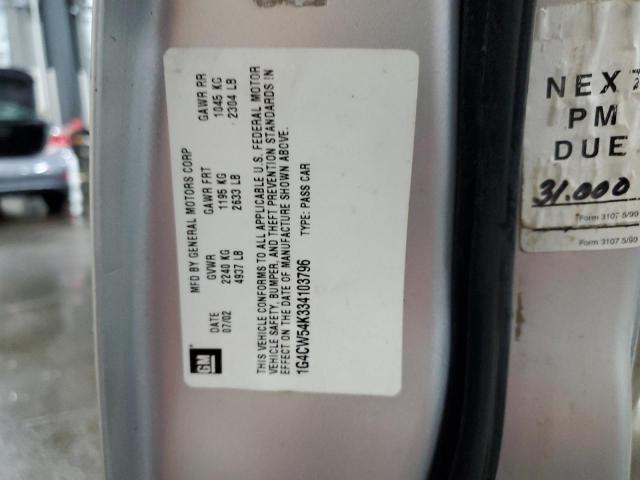 MFD BY GENERAL MOTORS CORP
DATE GVWR GAWR FRT GAWR RR
07/02 2240 KG 1195 KG 1045 KG
4937 LB 2633 LB 2304 LB
THIS VEHICLE CONFORMS TO ALL APPLICABLE U.S. FEDERAL MOTOR
VEHICLE SAFETY, BUMPER, AND THEFT PREVENTION STANDARDS IN
EFFECT ON THE DATE OF MANUFACTURE SHOWN ABOVE.
1G4CW54K334103796 TYPE: PASS CAR
GM
NEXT
PM
DUE
31.000
Form 3107 5/99
Form 3107 5/99